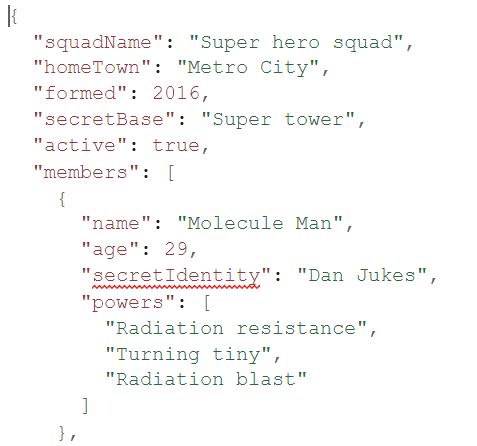 {
  "squadName": "Super hero squad",
  "homeTown": "Metro City",
  "formed": 2016,
  "secretBase": "Super tower",
  "active": true,
  "members": [
    {
      "name": "Molecule Man",
      "age": 29,
      "secretIdentity": "Dan Jukes",
      "powers": [
        "Radiation resistance",
        "Turning tiny",
        "Radiation blast"
      ]
    },